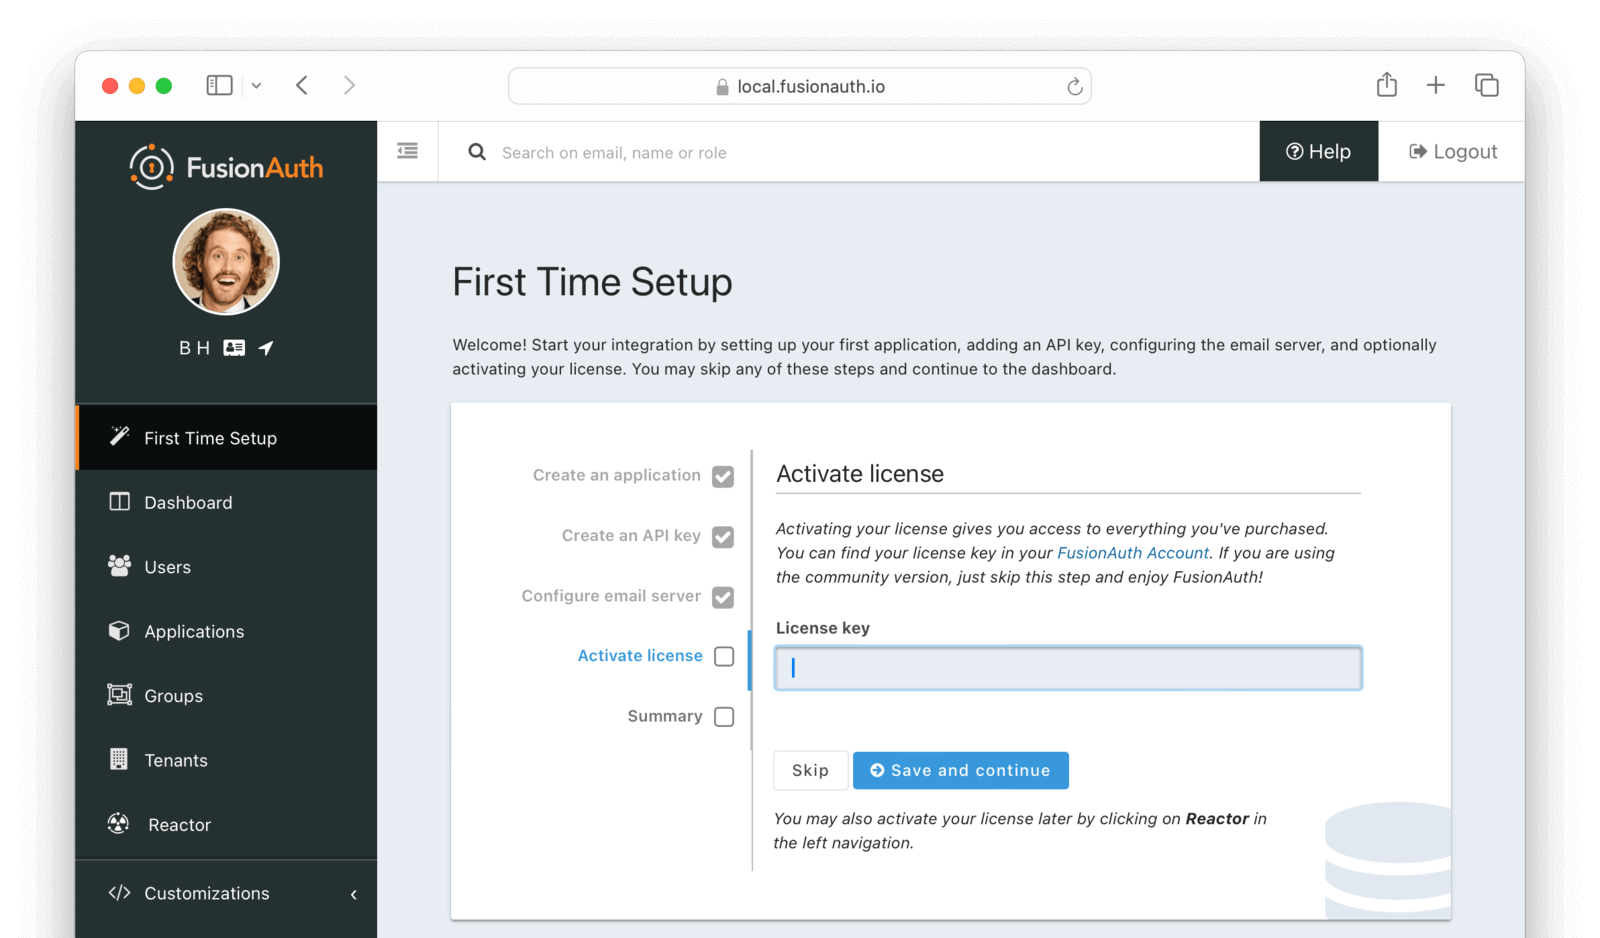 local.fusionauth.io
FusionAuth
Search on email, name or role
Help
Logout
B H
First Time Setup
Dashboard
Users
Applications
Groups
Tenants
Reactor
Customizations
First Time Setup
Welcome! Start your integration by setting up your first application, adding an API key, configuring the email server, and optionally
activating your license. You may skip any of these steps and continue to the dashboard.
Create an application
Create an API key
Configure email server
Activate license
Summary
Activate license
Activating your license gives you access to everything you've purchased.
You can find your license key in your FusionAuth Account. If you are using
the community version, just skip this step and enjoy FusionAuth!
License key
Skip
Save and continue
You may also activate your license later by clicking on Reactor in
the left navigation.